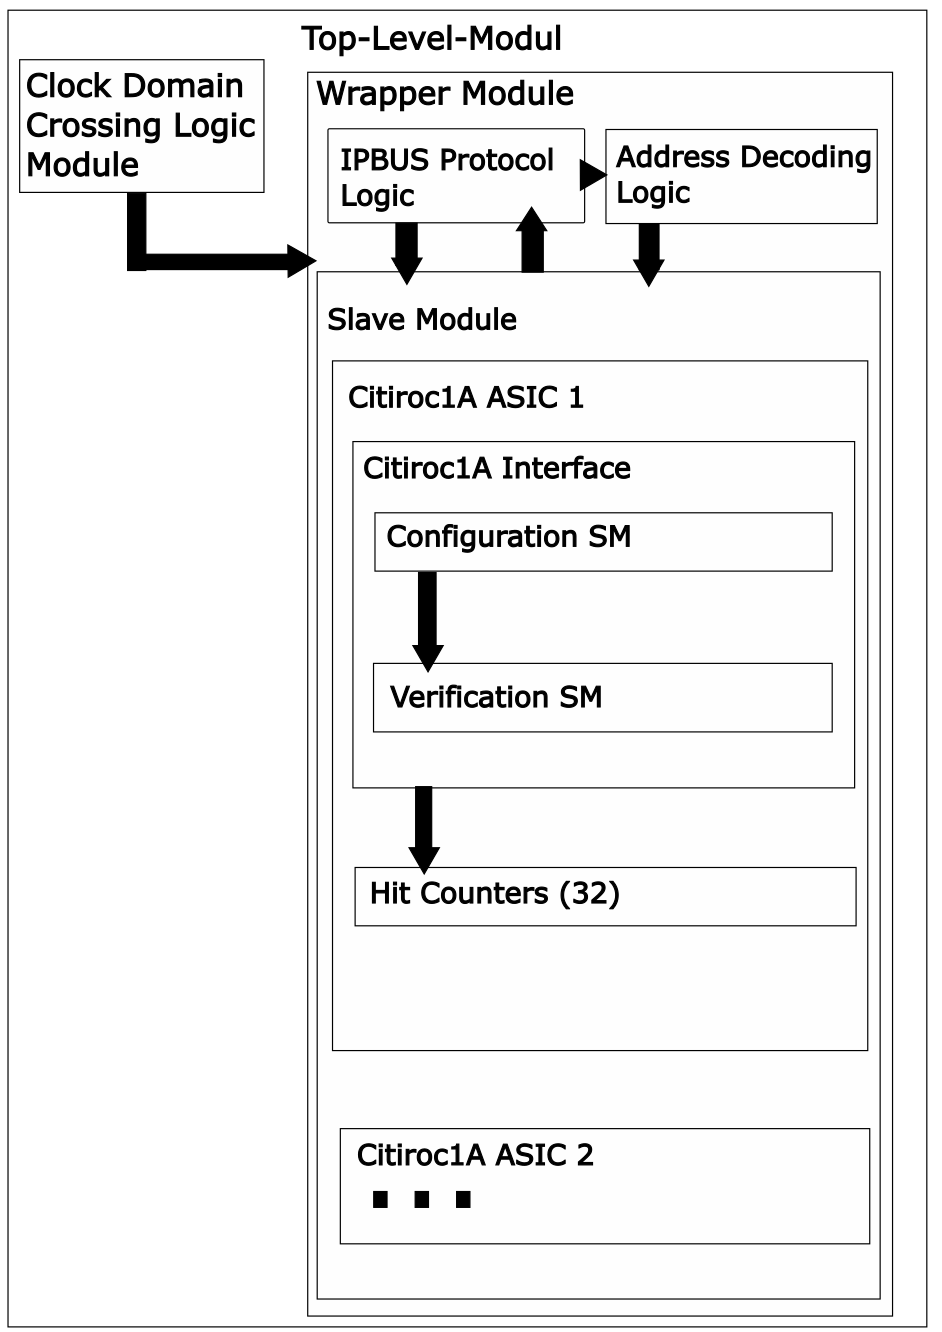 Top-Level-Modul
Clock Domain
Crossing Logic
Module
Wrapper Module
IPBUS Protocol
Logic
Address Decoding
Logic
Slave Module
Citiroc1A ASIC 1
Citiroc1A Interface
Configuration SM
Verification SM
Hit Counters (32)
Citiroc1A ASIC 2